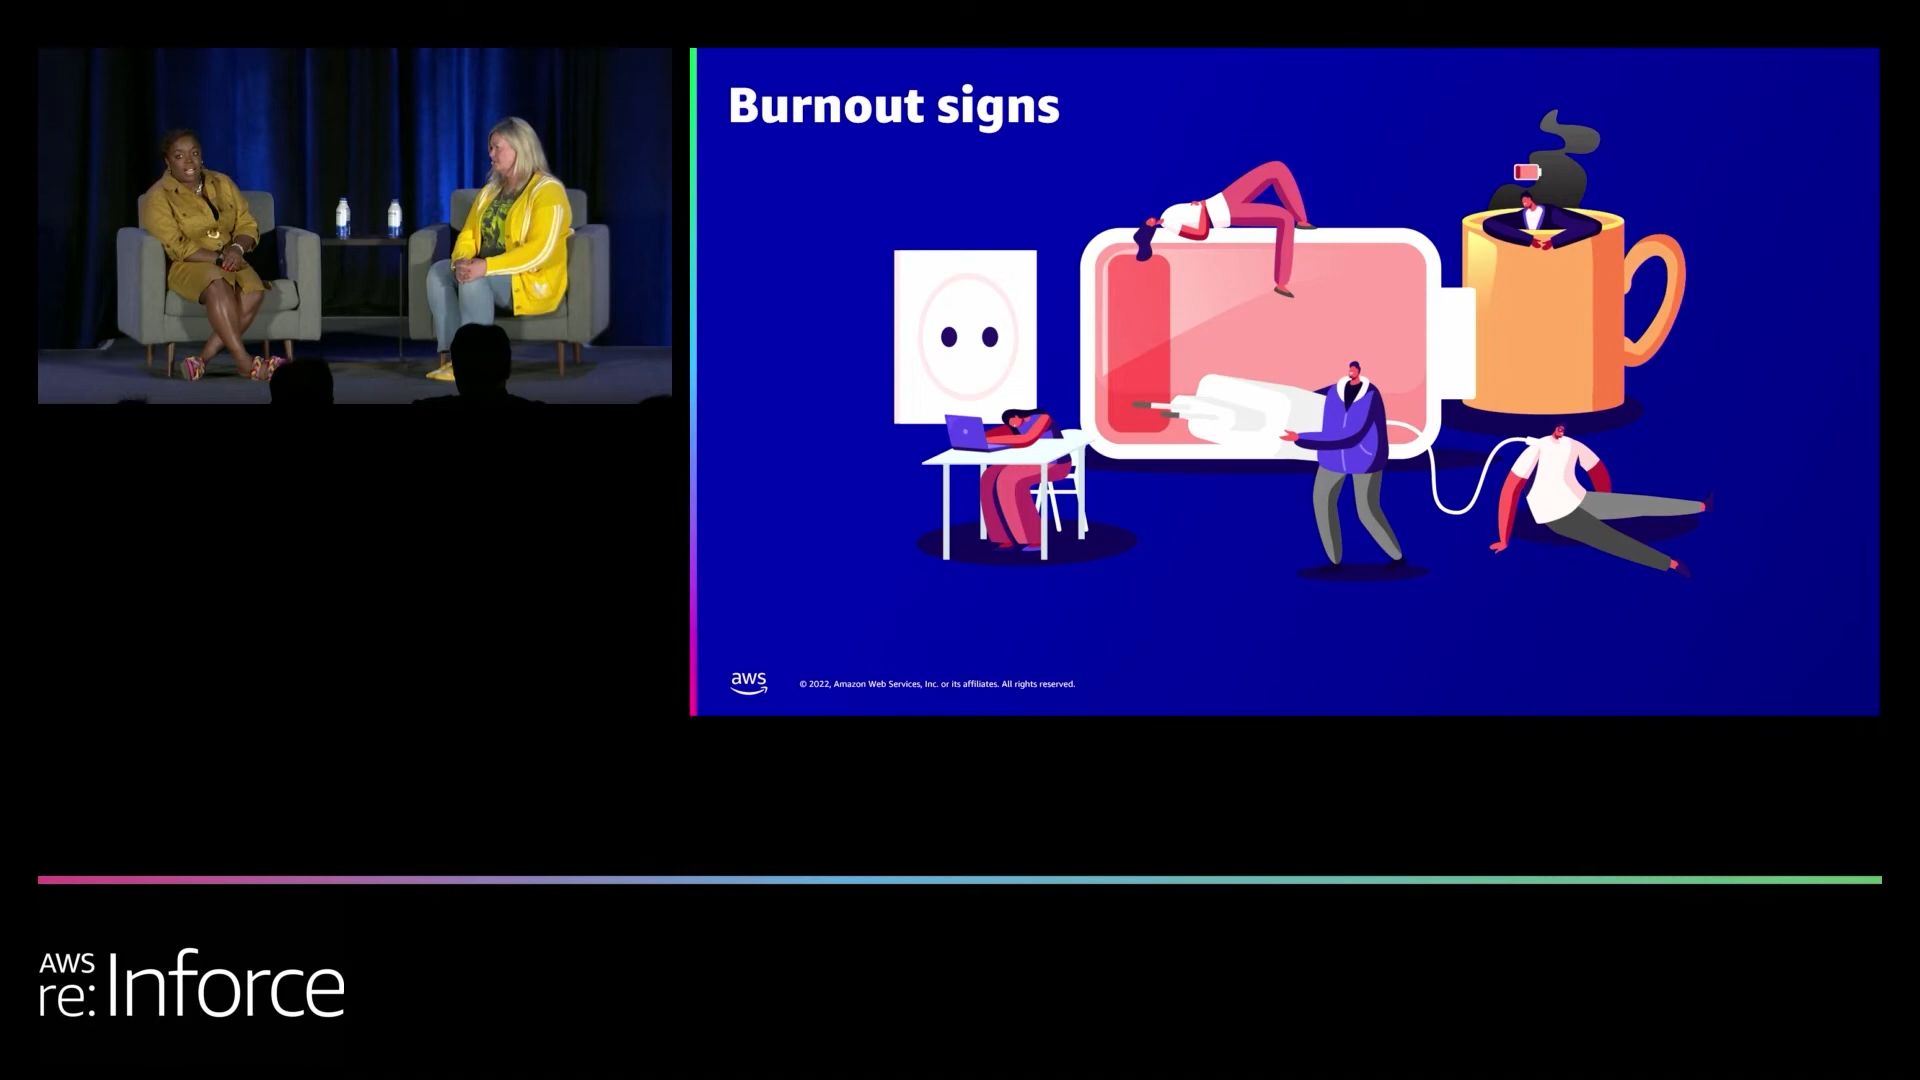 Burnout signs
aws
© 2022, Amazon Web Services, Inc. or its affiliates. All rights reserved.
AWS
re:Inforce